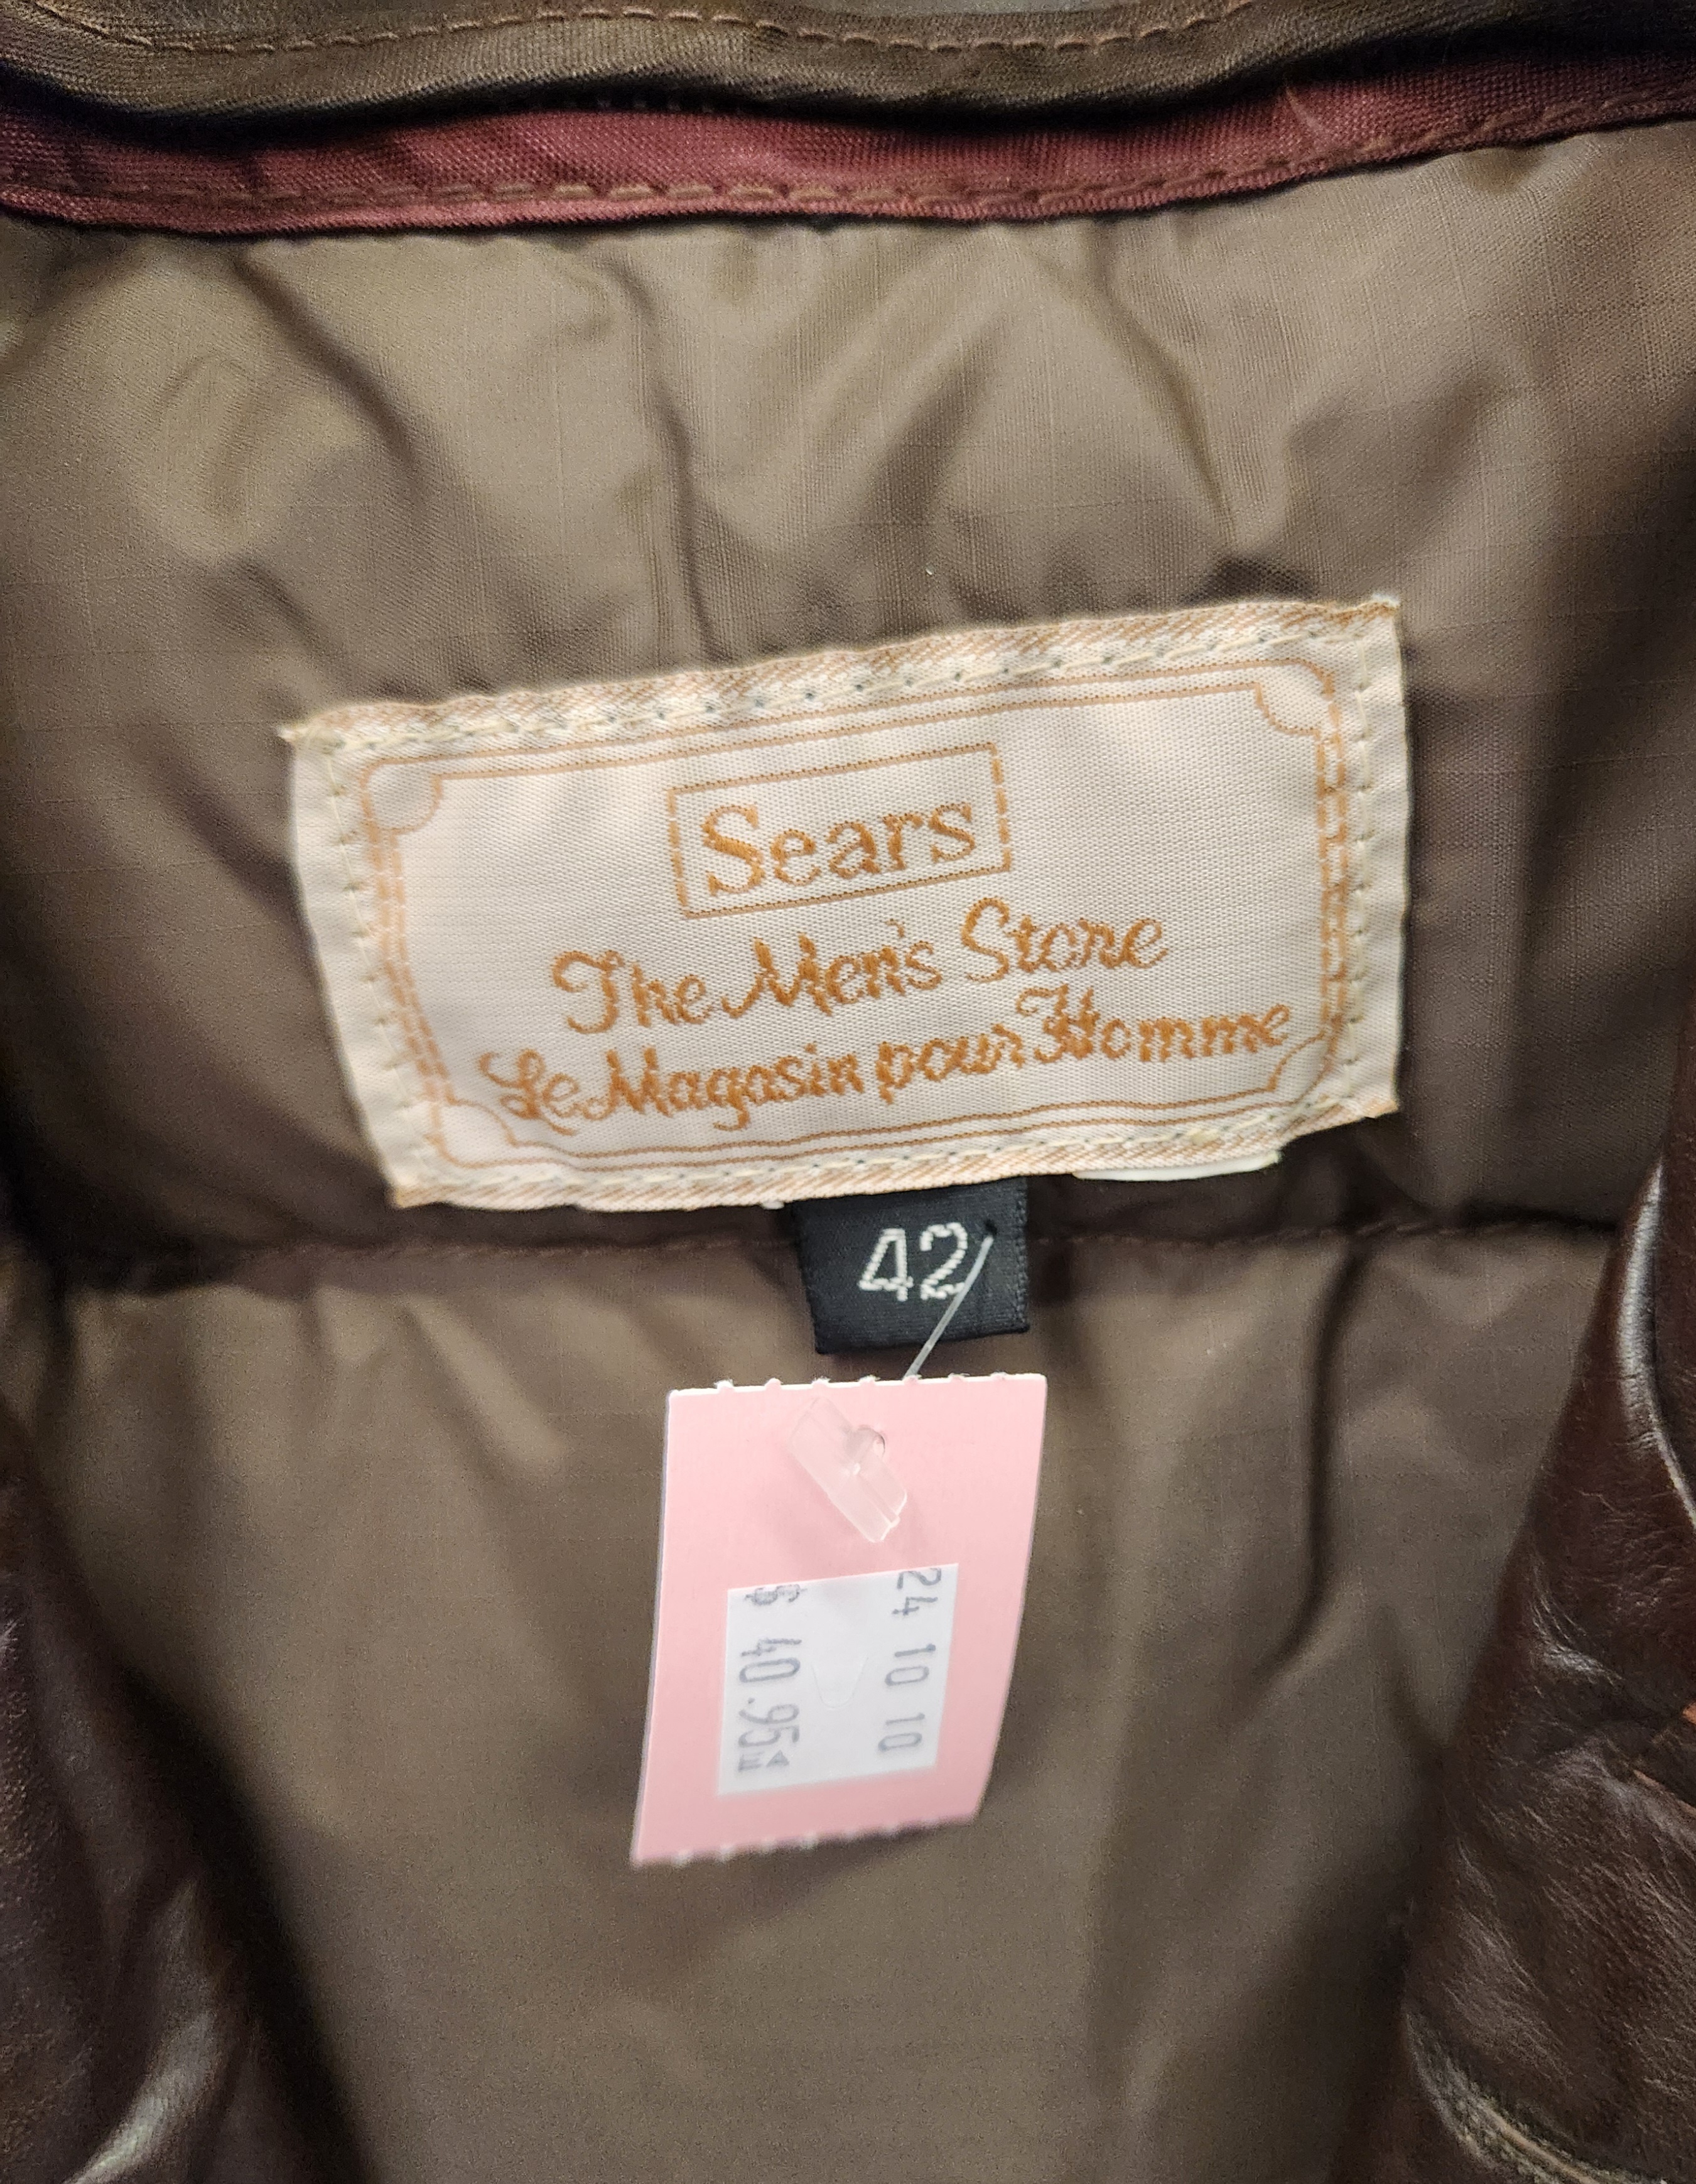 Sears
The Men's Store
Le Magasin pour Homme
42
24 10 10
$ 40.95